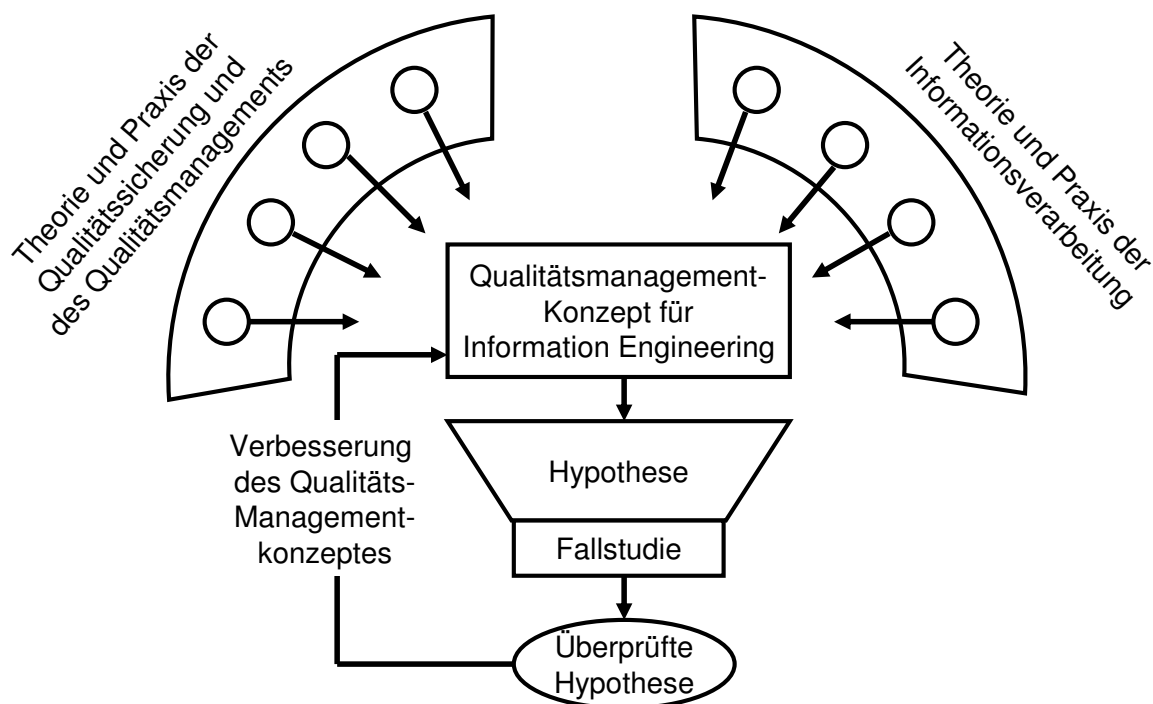 Theorie und Praxis der
Qualitätssicherung und
des Qualitätsmanagements
Theorie und Praxis der
Informationsverarbeitung
Qualitätsmanagement-
Konzept für
Information Engineering
Verbesserung
des Qualitäts-
Management-
konzeptes
Hypothese
Fallstudie
Überprüfte
Hypothese